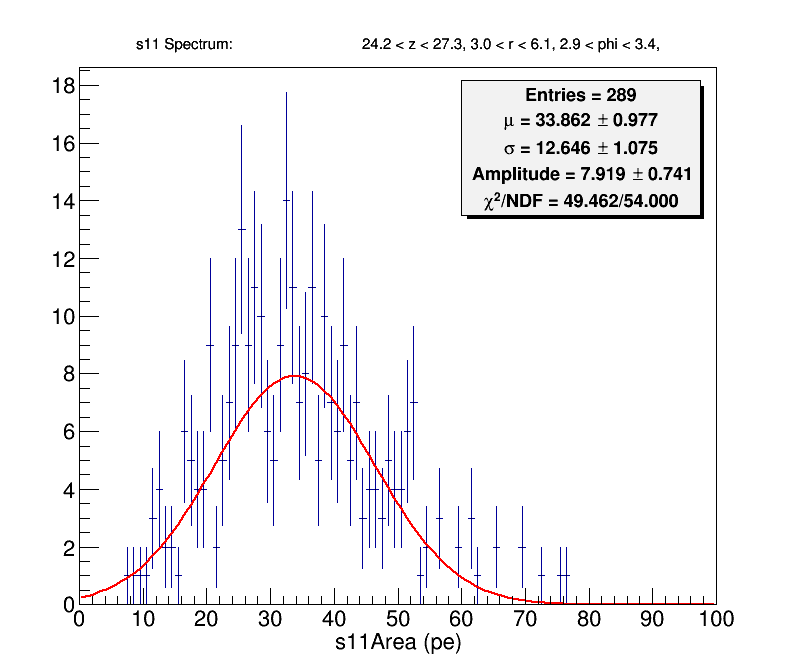 s11 Spectrum: 24.2 < z < 27.3, 3.0 < r < 6.1, 2.9 < phi < 3.4,
Entries = 289
μ = 33.862 ± 0.977
σ = 12.646 ± 1.075
Amplitude = 7.919 ± 0.741
χ²/NDF = 49.462/54.000
18
16
14
12
10
8
6
4
2
0
0 10 20 30 40 50 60 70 80 90 100
s11Area (pe)